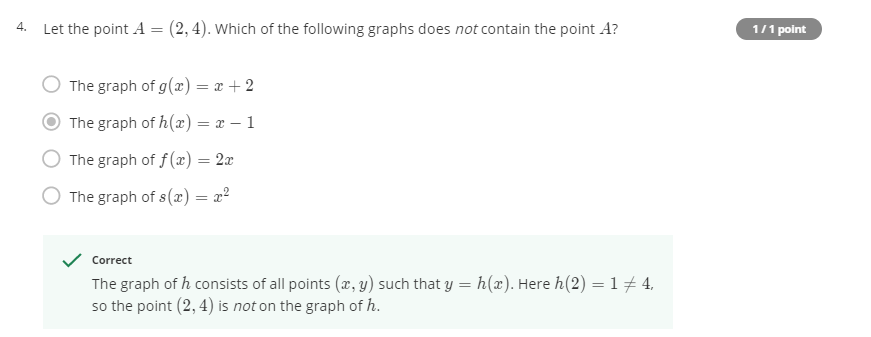 4. Let the point A = (2, 4). Which of the following graphs does not contain the point A?
1 / 1 point
The graph of g(x) = x + 2
The graph of h(x) = x − 1
The graph of f(x) = 2x
The graph of s(x) = x²
Correct
The graph of h consists of all points (x, y) such that y = h(x). Here h(2) = 1 ≠ 4,
so the point (2, 4) is not on the graph of h.